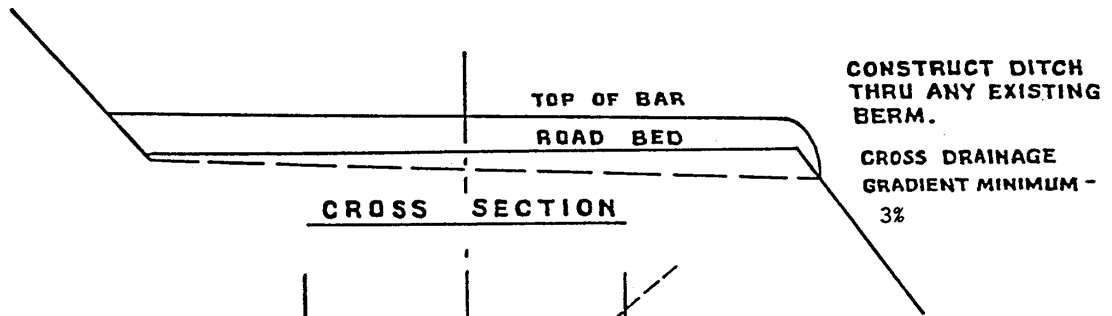 TOP OF BAR
ROAD BED
CROSS SECTION
CONSTRUCT DITCH
THRU ANY EXISTING
BERM.
CROSS DRAINAGE
GRADIENT MINIMUM -
3%